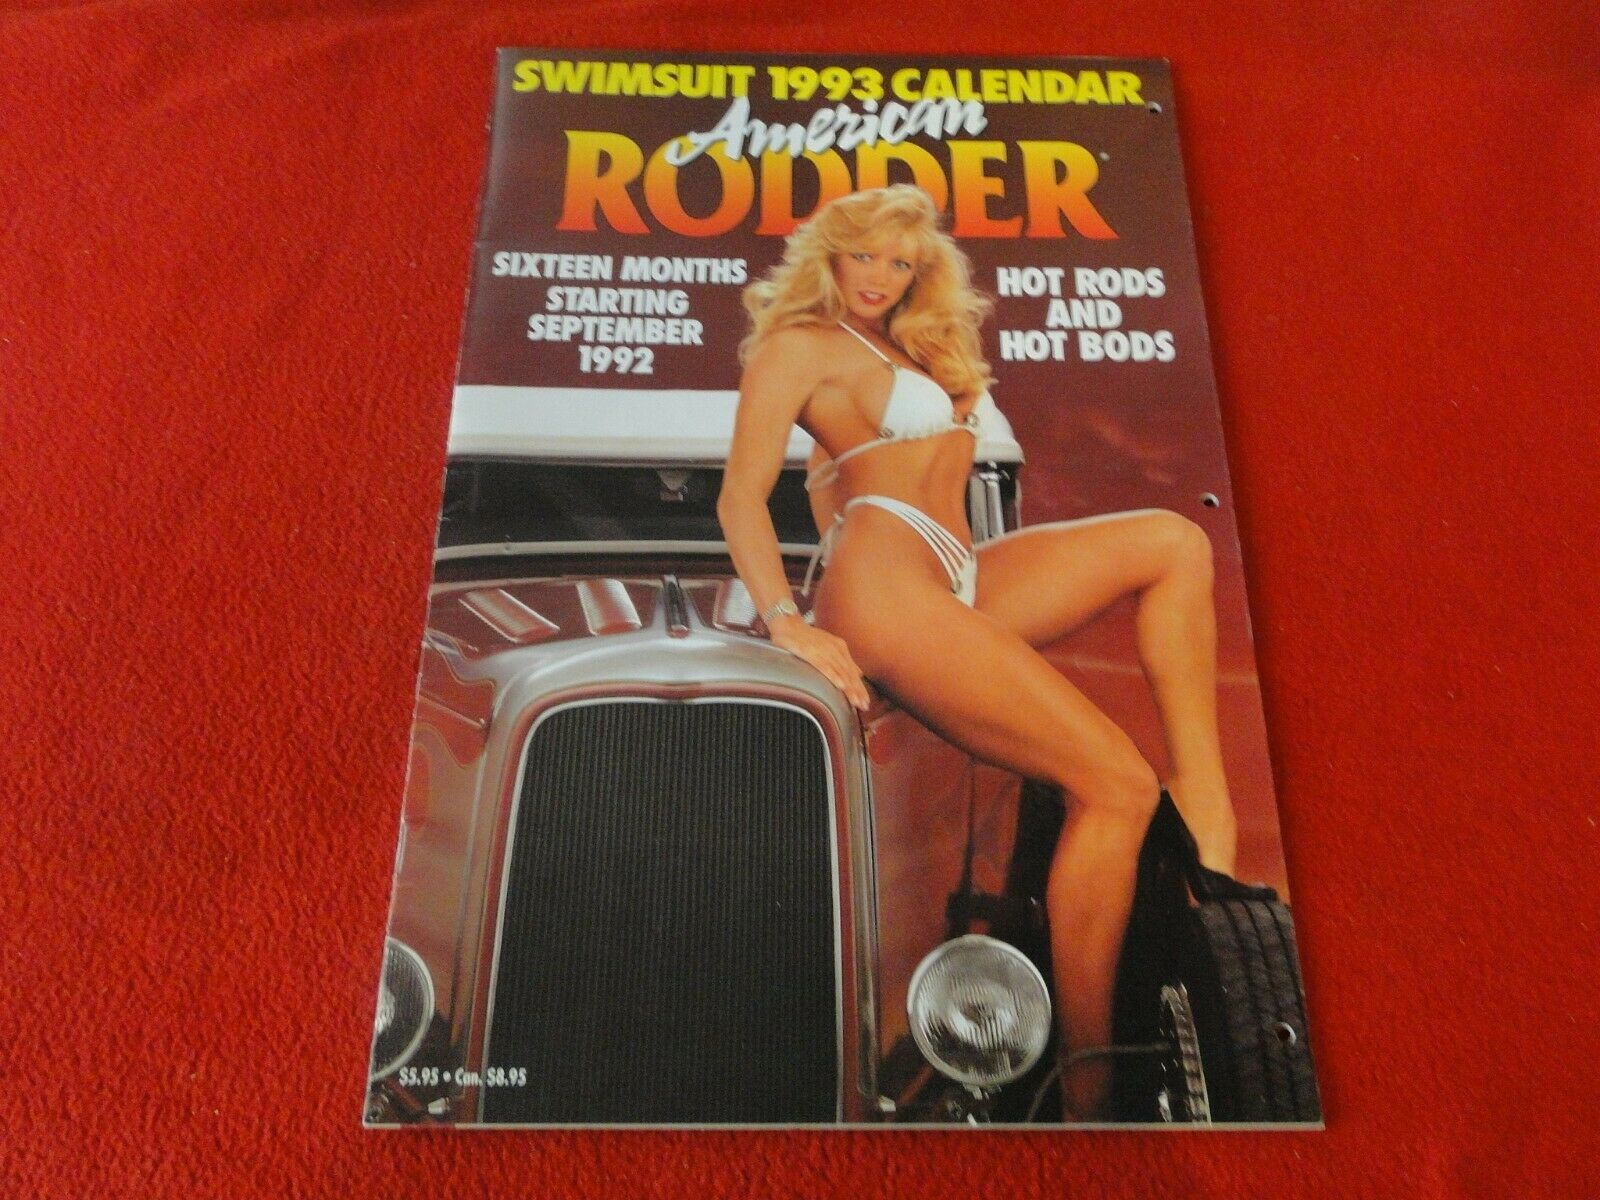 SWIMSUIT 1993 CALENDAR
American
RODDER
SIXTEEN MONTHS
STARTING
SEPTEMBER
1992
HOT RODS
AND
HOT BODS
$5.95 • Can. $8.95